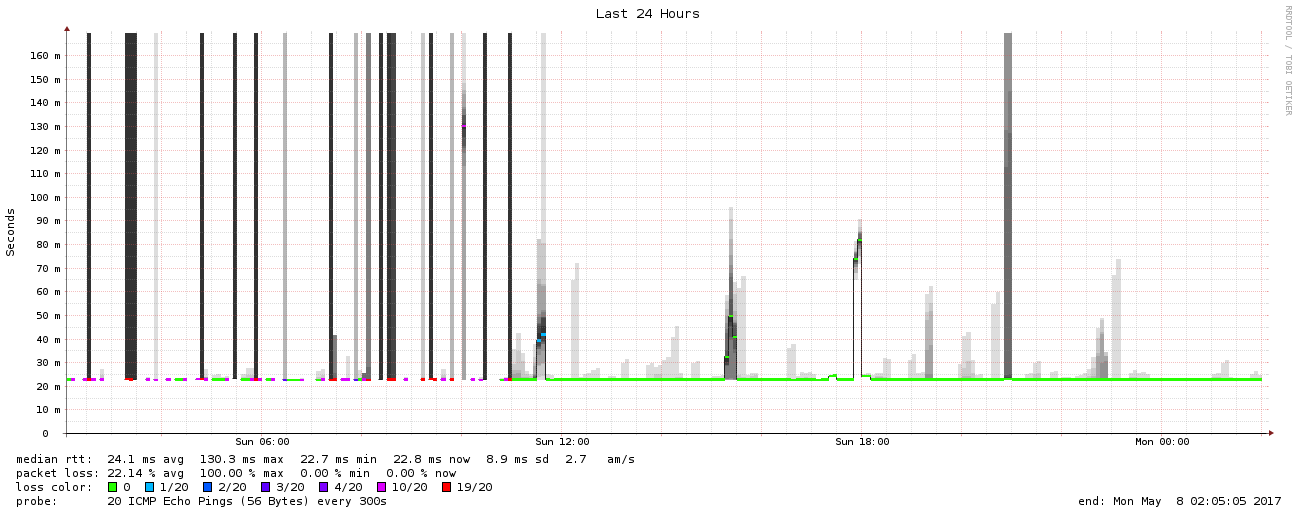 Last 24 Hours
RRDTOOL / TOBI OETIKER
Seconds
160 m
150 m
140 m
130 m
120 m
110 m
100 m
90 m
80 m
70 m
60 m
50 m
40 m
30 m
20 m
10 m
0
Sun 06:00 Sun 12:00 Sun 18:00 Mon 00:00
median rtt: 24.1 ms avg 130.3 ms max 22.7 ms min 22.8 ms now 8.9 ms sd 2.7 am/s
packet loss: 22.14 % avg 100.00 % max 0.00 % min 0.00 % now
loss color: 0 1/20 2/20 3/20 4/20 10/20 19/20
probe: 20 ICMP Echo Pings (56 Bytes) every 300s end: Mon May 8 02:05:05 2017